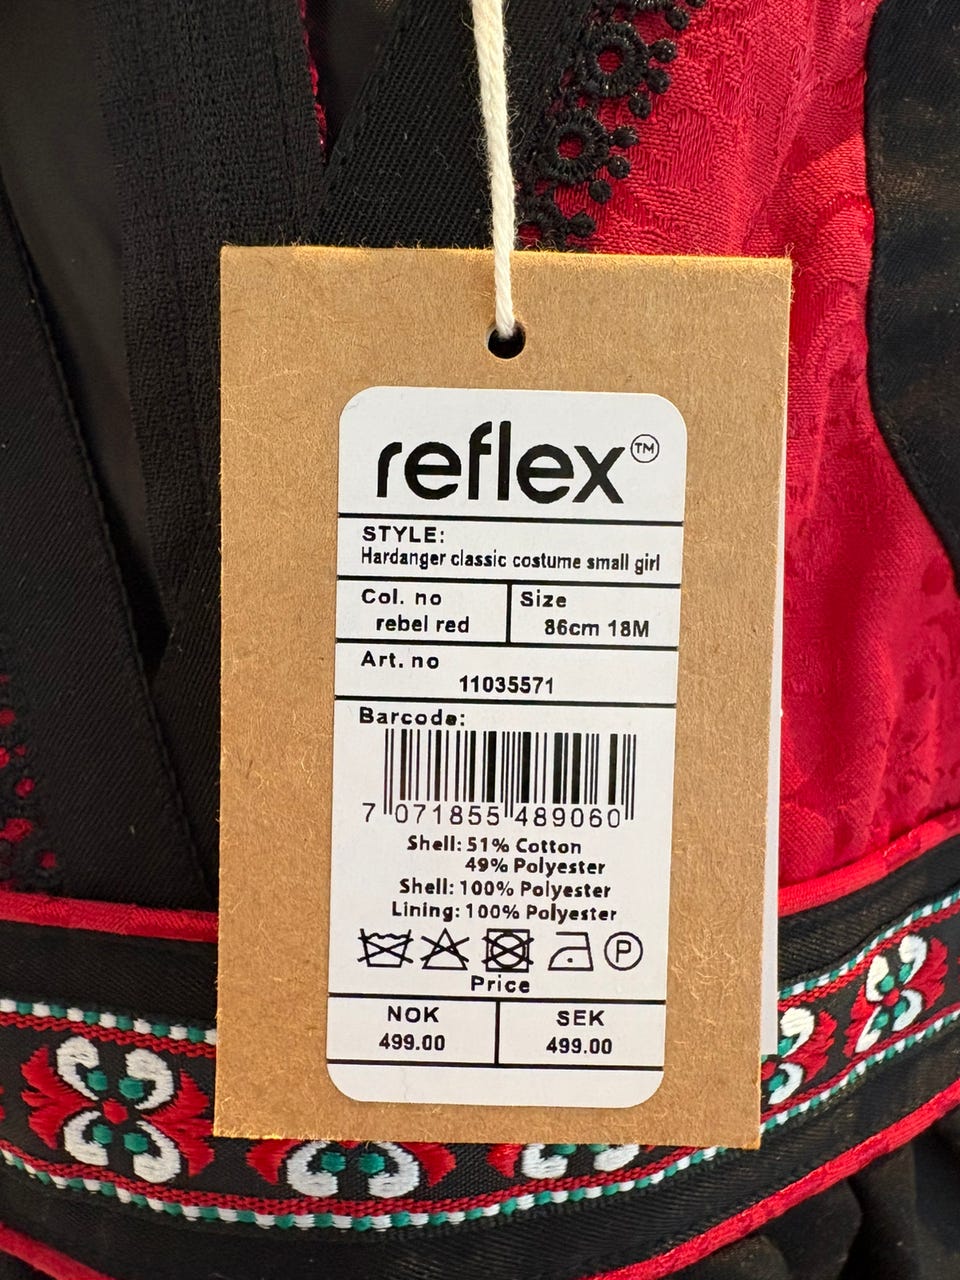 reflex™
STYLE:
Hardanger classic costume small girl
Col. no
rebel red
Size
86cm 18M
Art. no
11035571
Barcode:
7 071855 489060
Shell: 51% Cotton
49% Polyester
Shell: 100% Polyester
Lining: 100% Polyester
P
Price
NOK
499.00
SEK
499.00